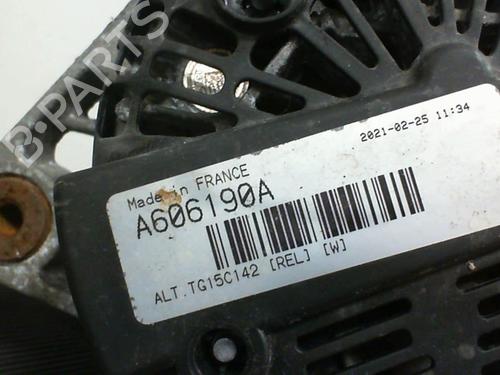 B-PARTS
2021-02-25 11:34
Made in FRANCE
A606190A
ALT.TG15C142 [REL] [W]